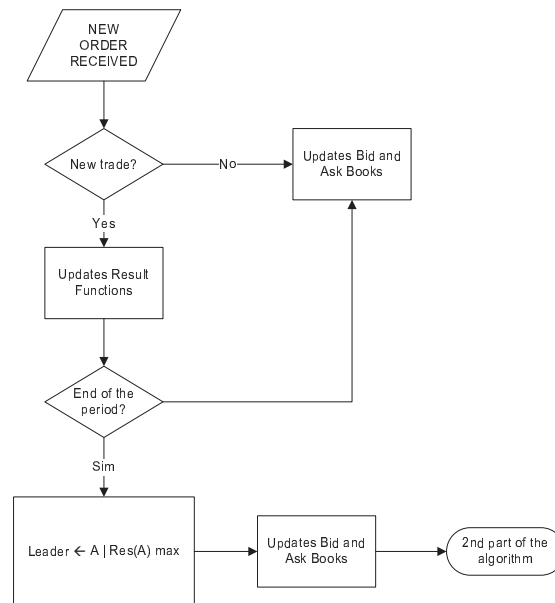 NEW
ORDER
RECEIVED
New trade?
No
Updates Bid and
Ask Books
Yes
Updates Result
Functions
End of the
period?
Sim
Leader ← A | Res(A) max
Updates Bid and
Ask Books
2nd part of the
algorithm